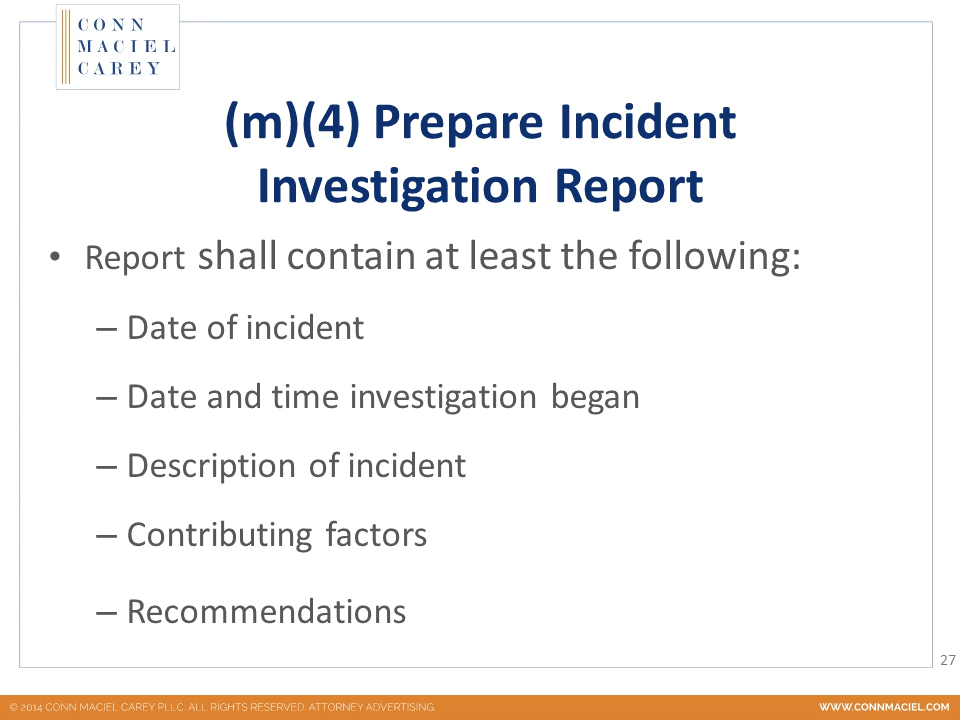 CONN
MACIEL
CAREY
(m)(4) Prepare Incident
Investigation Report
• Report shall contain at least the following:
– Date of incident
– Date and time investigation began
– Description of incident
– Contributing factors
– Recommendations
27
© 2014 CONN MACIEL CAREY PLLC. ALL RIGHTS RESERVED. ATTORNEY ADVERTISING.
WWW.CONNMACIEL.COM